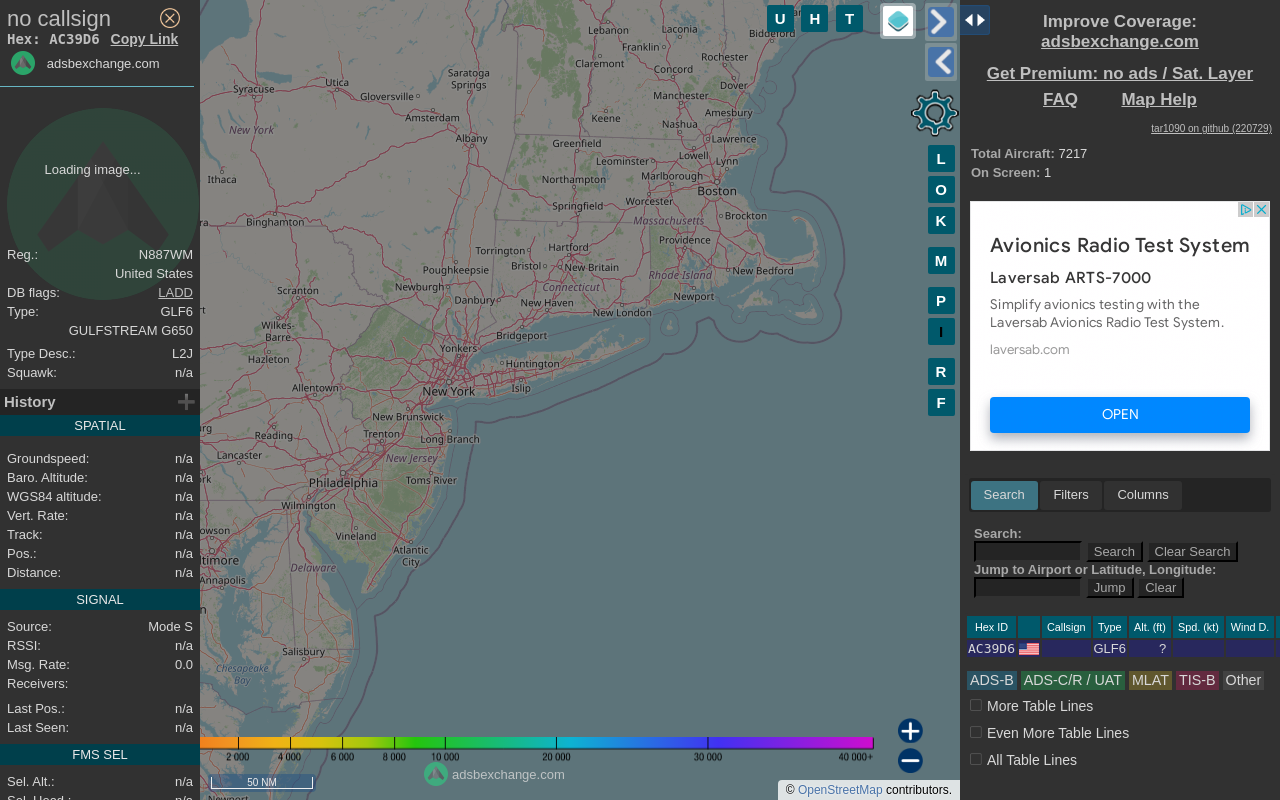 no callsign
Hex: AC39D6 Copy Link
adsbexchange.com
Loading image...
Reg.: N887WM
United States
DB flags: LADD
Type: GLF6
GULFSTREAM G650
Type Desc.: L2J
Squawk: n/a
History
SPATIAL
Groundspeed: n/a
Baro. Altitude: n/a
WGS84 altitude: n/a
Vert. Rate: n/a
Track: n/a
Pos.: n/a
Distance: n/a
SIGNAL
Source: Mode S
RSSI: n/a
Msg. Rate: 0.0
Receivers:
Last Pos.: n/a
Last Seen: n/a
FMS SEL
Sel. Alt.: n/a
Sel. Head.: n/a
U H T
L
O
K
M
P
I
R
F
Lebanon
Laconia
Biddeford
Franklin
Claremont
Rochester
Concord
Dover
Saratoga
Springs
Utica
Syracuse
Gloversville
Manchester
Amesbury
Keene
Amsterdam
Nashua
New York
Albany
Lawrence
Greenfield
Lowell
Leominster
Lynn
Ithaca
Northampton
Marlborough
Boston
Springfield
Worcester
Binghamton
Massachusetts
Brockton
Providence
Torrington
Hartford
Bristol
New Britain
Poughkeepsie
New Bedford
Rhode Island
Newburgh
Connecticut
Scranton
Danbury
New Haven
Newport
New London
Wilkes-
Barre
Bridgeport
Yonkers
Hazleton
Huntington
Allentown
New York
Islip
New Brunswick
Reading
Trenton
Long Branch
Lancaster
New Jersey
Philadelphia
Toms River
Wilmington
Vineland
Atlantic
City
Delaware
Annapolis
Salisbury
Chesapeake
Bay
2 000 4 000 6 000 8 000 10 000 20 000 30 000 40 000+
adsbexchange.com
50 NM
© OpenStreetMap contributors.
Improve Coverage:
adsbexchange.com
Get Premium: no ads / Sat. Layer
FAQ Map Help
tar1090 on github (220729)
Total Aircraft: 7217
On Screen: 1
Avionics Radio Test System
Laversab ARTS-7000
Simplify avionics testing with the
Laversab Avionics Radio Test System.
laversab.com
OPEN
Search Filters Columns
Search:
Search Clear Search
Jump to Airport or Latitude, Longitude:
Jump Clear
Hex ID Callsign Type Alt. (ft) Spd. (kt) Wind D.
AC39D6 GLF6 ?
ADS-B ADS-C/R / UAT MLAT TIS-B Other
More Table Lines
Even More Table Lines
All Table Lines